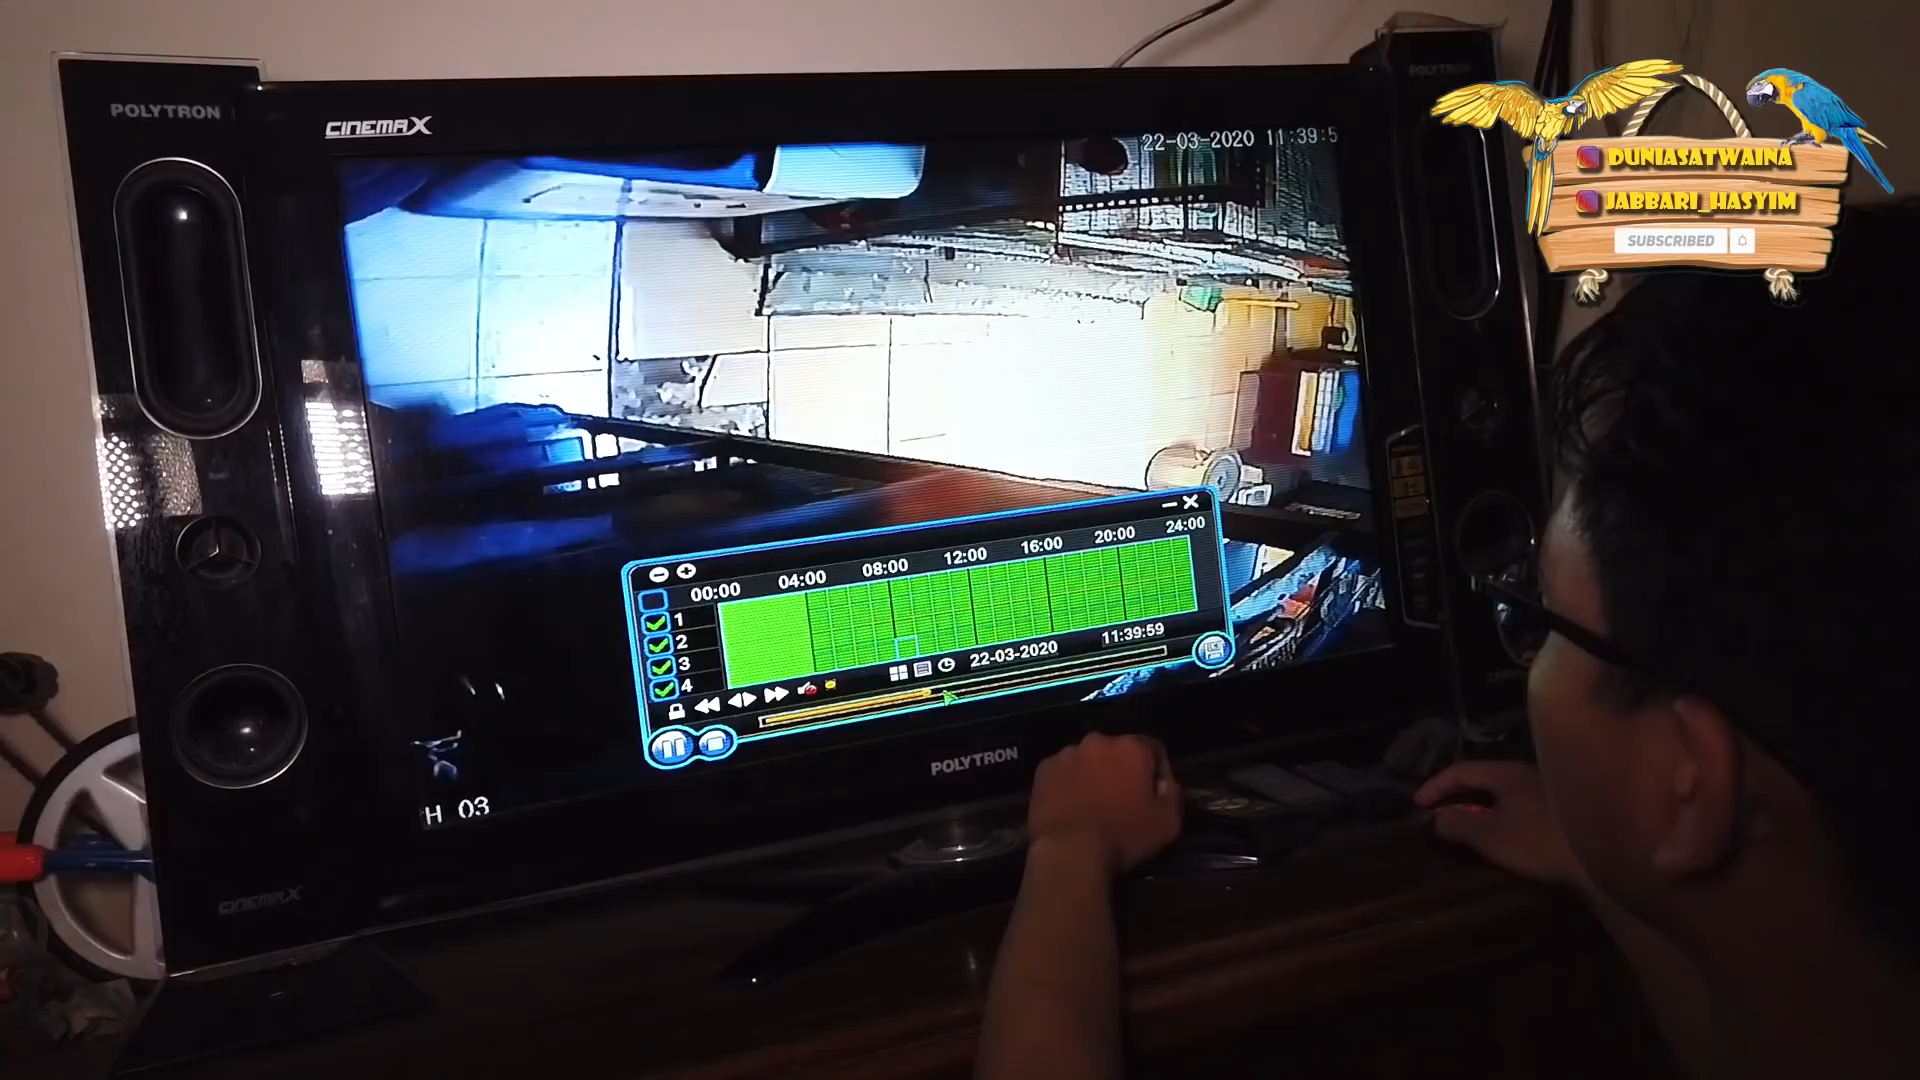 POLYTRON
CINEMAX
POLYTRON
22-03-2020 11:39:5
DUNIASATWAINA
JABBARI_HASYIM
SUBSCRIBED
00:00 04:00 08:00 12:00 16:00 20:00 24:00
1
2
3
4
22-03-2020 11:39:59
POLYTRON
H 03
CINEMAX